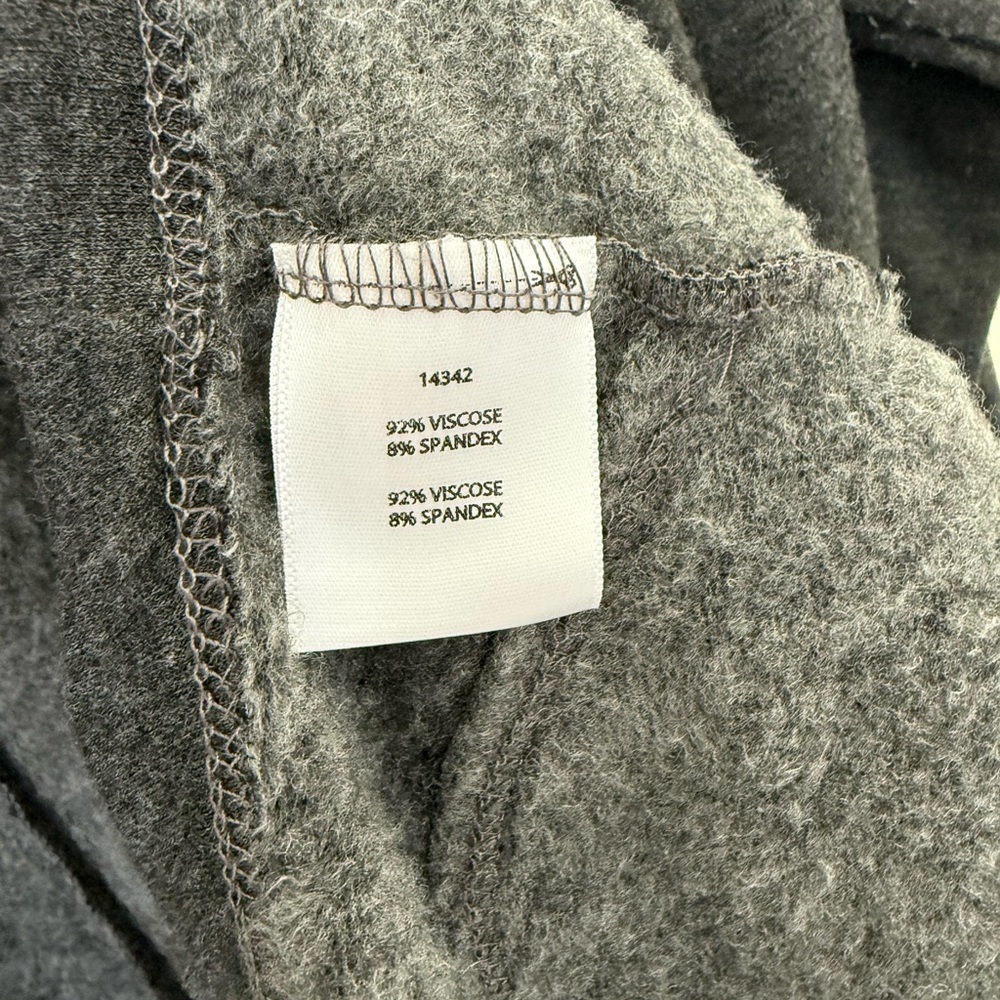 14342
92% VISCOSE
8% SPANDEX
92% VISCOSE
8% SPANDEX